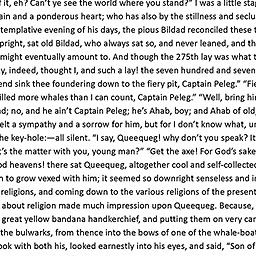 of it, eh? Can't ye see the world where you stand?" I was a little stag
ain and a ponderous heart; who has also by the stillness and seclu
templative evening of his days, the pious Bildad reconciled these t
pright, sat old Bildad, who always sat so, and never leaned, and th
might eventually amount to. And though the 275th lay was what t
y, indeed, thought I, and such a lay! the seven hundred and seven
end sink thee foundering down to the fiery pit, Captain Peleg." "Fie
illed more whales than I can count, Captain Peleg." "Well, bring hi
d; no, and he ain't Captain Peleg; he's Ahab, boy; and Ahab of old,
elt a sympathy and a sorrow for him, but for I don't know what, un
he key-hole:—all silent. "I say, Queequeg! why don't you speak? It
t's the matter with you, young man?" "Get the axe! For God's sake
od heavens! there sat Queequeg, altogether cool and self-collected
n to grow vexed with him; it seemed so downright senseless and in
religions, and coming down to the various religions of the present
about religion made much impression upon Queequeg. Because,
great yellow bandana handkerchief, and putting them on very car
the bulwarks, from thence into the bows of one of the whale-boat
ook with both his, looked earnestly into his eyes, and said, "Son of